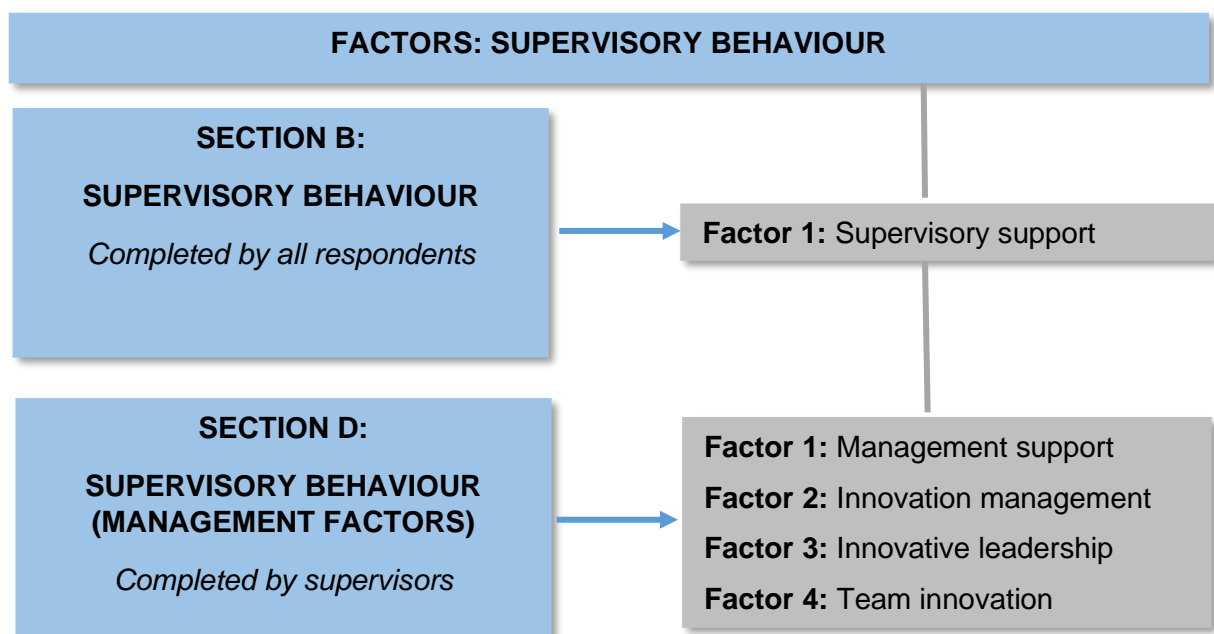 FACTORS: SUPERVISORY BEHAVIOUR
SECTION B:
SUPERVISORY BEHAVIOUR
Completed by all respondents
Factor 1: Supervisory support
SECTION D:
SUPERVISORY BEHAVIOUR
(MANAGEMENT FACTORS)
Completed by supervisors
Factor 1: Management support
Factor 2: Innovation management
Factor 3: Innovative leadership
Factor 4: Team innovation